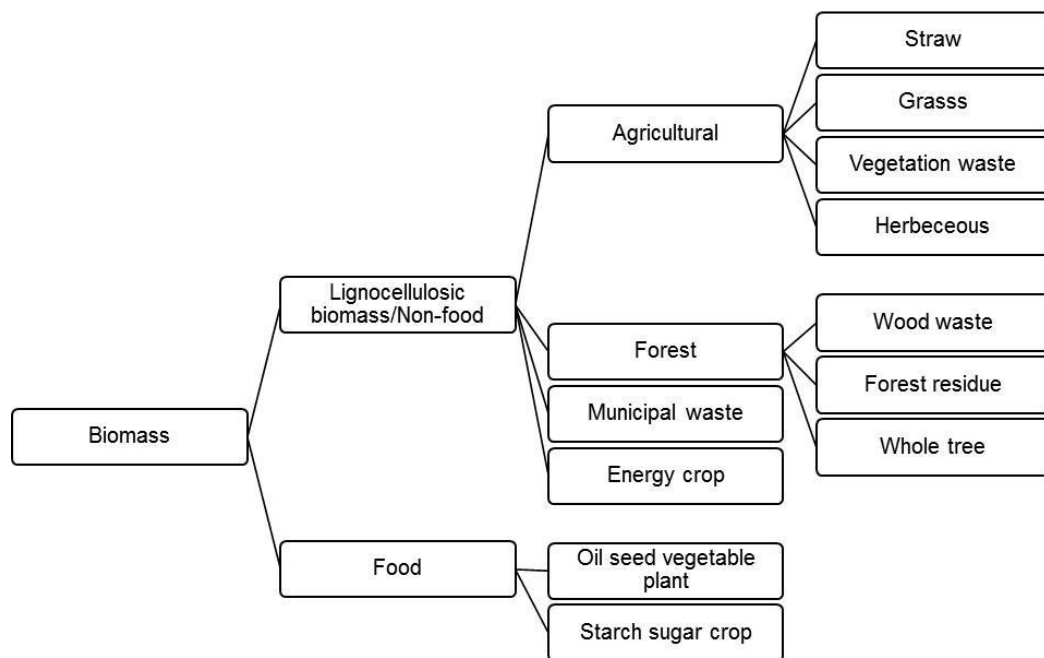 Biomass
Lignocellulosic
biomass/Non-food
Agricultural
Straw
Grasss
Vegetation waste
Herbeceous
Forest
Wood waste
Forest residue
Whole tree
Municipal waste
Energy crop
Food
Oil seed vegetable
plant
Starch sugar crop